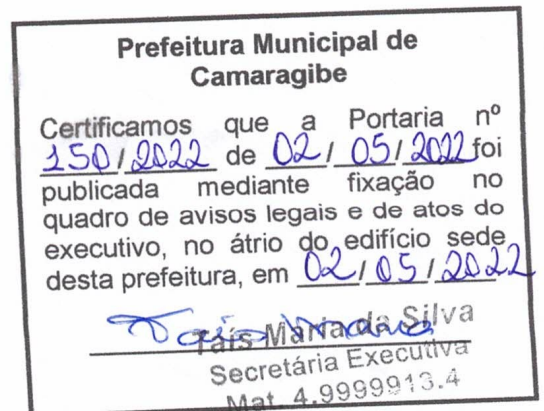 Prefeitura Municipal de
Camaragibe
Certificamos que a Portaria nº
150/2022 de 02/05/2022 foi
publicada mediante fixação no
quadro de avisos legais e de atos do
executivo, no átrio do edifício sede
desta prefeitura, em 02/05/2022
Taís Maria da Silva
Secretária Executiva
Mat. 4.9999913.4